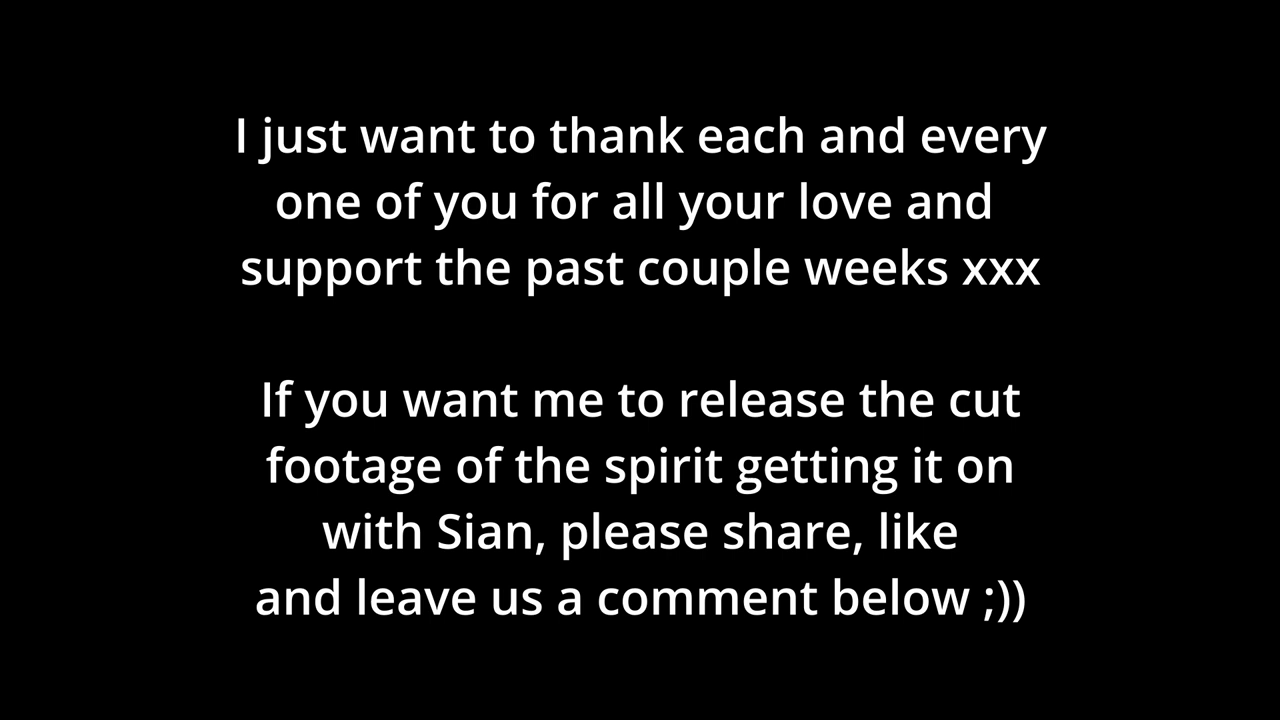 I just want to thank each and every
one of you for all your love and
support the past couple weeks xxx
If you want me to release the cut
footage of the spirit getting it on
with Sian, please share, like
and leave us a comment below ;))